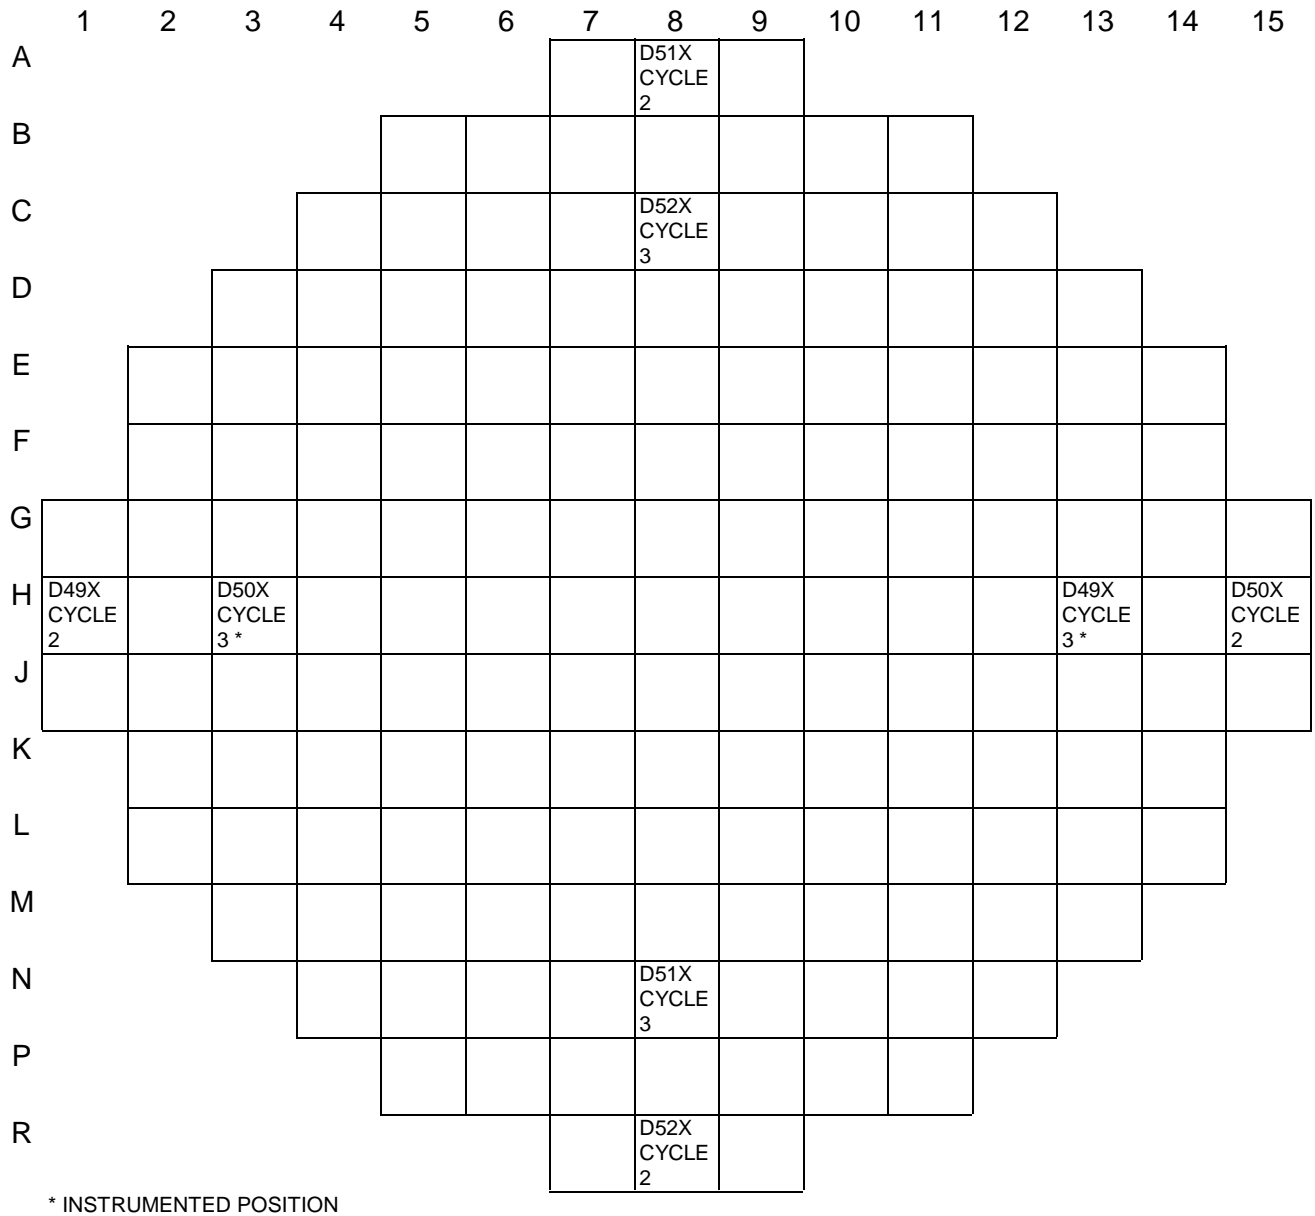 1 2 3 4 5 6 7 8 9 10 11 12 13 14 15
A
D51X
CYCLE
2
B
C
D52X
CYCLE
3
D
E
F
G
H
D49X
CYCLE
2
D50X
CYCLE
3 *
D49X
CYCLE
3 *
D50X
CYCLE
2
J
K
L
M
N
D51X
CYCLE
3
P
R
D52X
CYCLE
2
* INSTRUMENTED POSITION